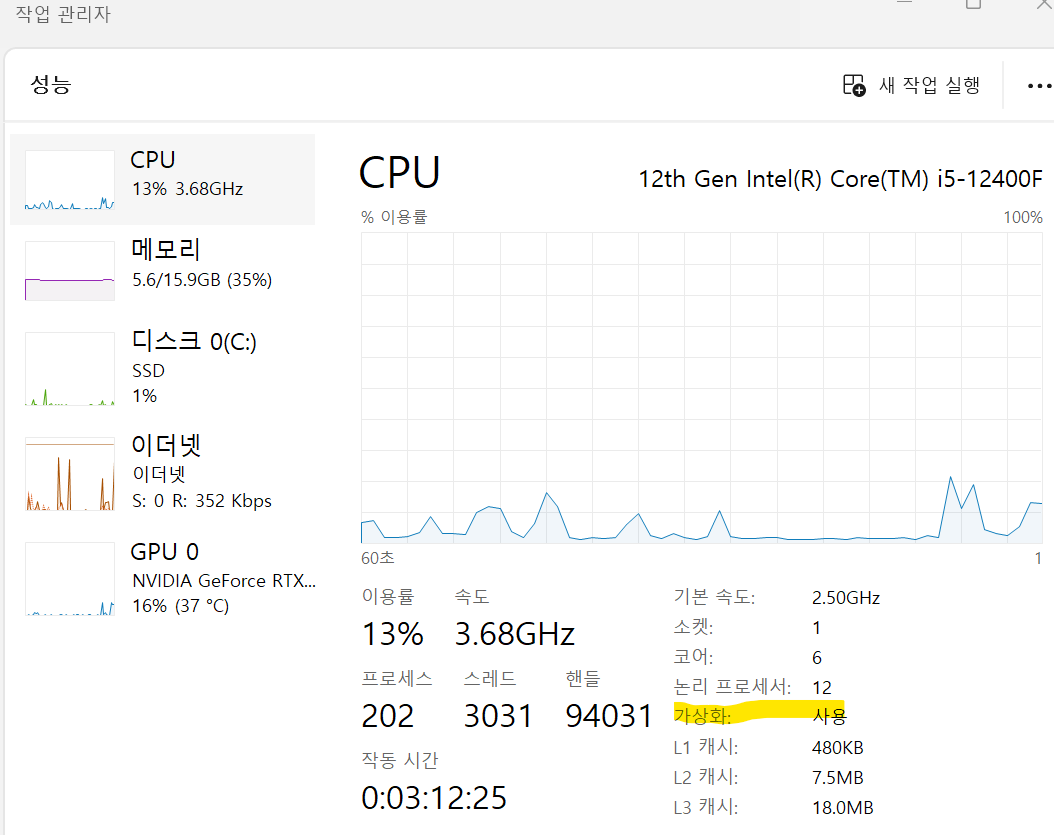 작업 관리자
성능
새 작업 실행
CPU
13% 3.68GHz
메모리
5.6/15.9GB (35%)
디스크 0(C:)
SSD
1%
이더넷
이더넷
S: 0 R: 352 Kbps
GPU 0
NVIDIA GeForce RTX...
16% (37 °C)
CPU
12th Gen Intel(R) Core(TM) i5-12400F
% 이용률 100%
60초 1
이용률 속도
13% 3.68GHz
프로세스 스레드 핸들
202 3031 94031
작동 시간
0:03:12:25
기본 속도: 2.50GHz
소켓: 1
코어: 6
논리 프로세서: 12
가상화: 사용
L1 캐시: 480KB
L2 캐시: 7.5MB
L3 캐시: 18.0MB